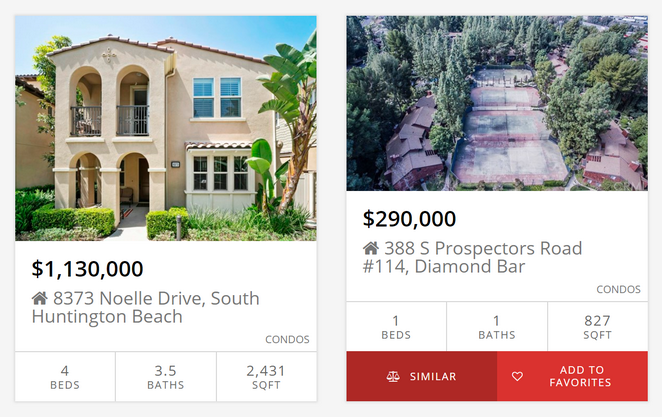 $1,130,000
8373 Noelle Drive, South
Huntington Beach
CONDOS
4
BEDS
3.5
BATHS
2,431
SQFT
$290,000
388 S Prospectors Road
#114, Diamond Bar
CONDOS
1
BEDS
1
BATHS
827
SQFT
SIMILAR
ADD TO
FAVORITES